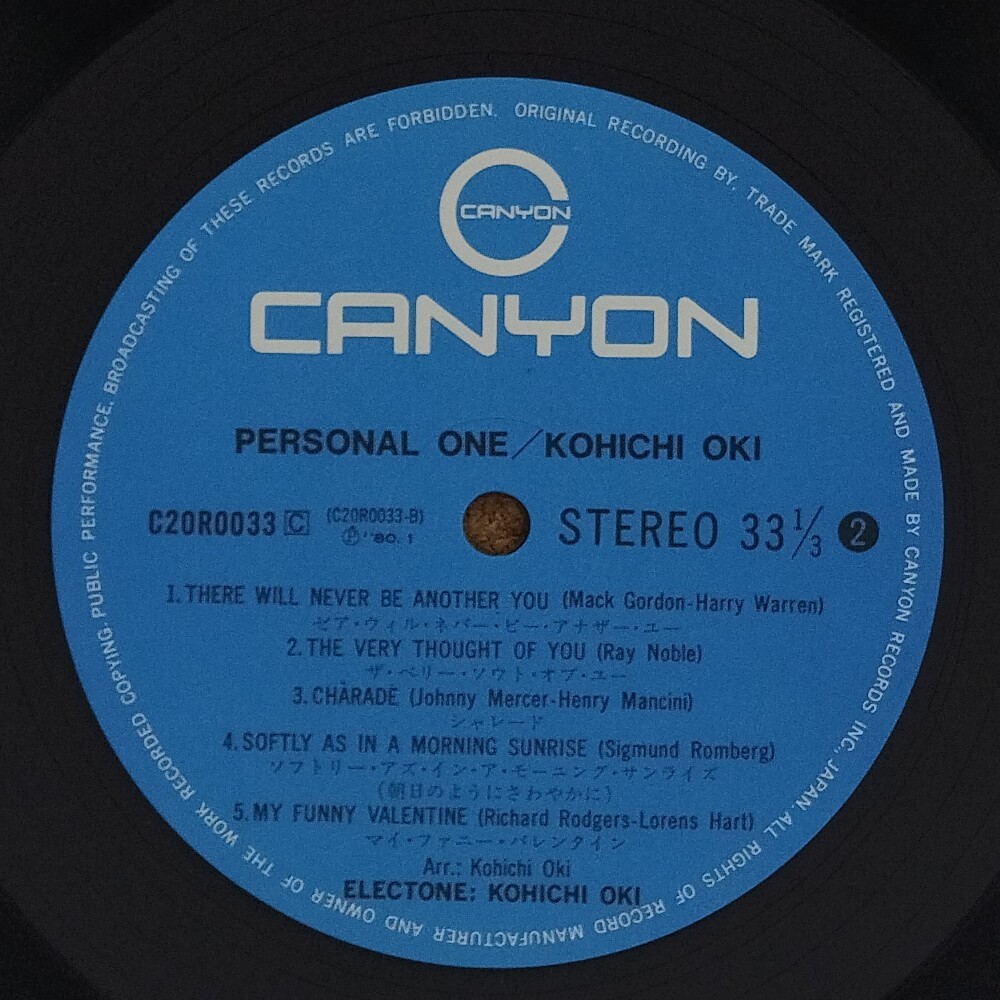 CANYON
CANYON
PERSONAL ONE/KOHICHI OKI
C20R0033 C (C20R0033-B) STEREO 33 1/3 2
Ⓟ '80. 1
1. THERE WILL NEVER BE ANOTHER YOU (Mack Gordon-Harry Warren)
ゼア・ウィル・ネバー・ビー・アナザー・ユー
2. THE VERY THOUGHT OF YOU (Ray Noble)
ザ・ベリー・ソウト・オブ・ユー
3. CHARADE (Johnny Mercer-Henry Mancini)
シャレード
4. SOFTLY AS IN A MORNING SUNRISE (Sigmund Romberg)
ソフトリー・アズ・イン・ア・モーニング・サンライズ
(朝日のようにさわやかに)
5. MY FUNNY VALENTINE (Richard Rodgers-Lorens Hart)
マイ・ファニー・バレンタイン
Arr.: Kohichi Oki
ELECTONE: KOHICHI OKI
ORIGINAL RECORDING BY, TRADE MARK REGISTERED AND MADE BY CANYON RECORDS INC., JAPAN. ALL RIGHTS OF RECORD MANUFACTURER AND OWNER OF THE WORK RECORDED COPYING. PUBLIC PERFORMANCE. BROADCASTING OF THESE RECORDS ARE FORBIDDEN.